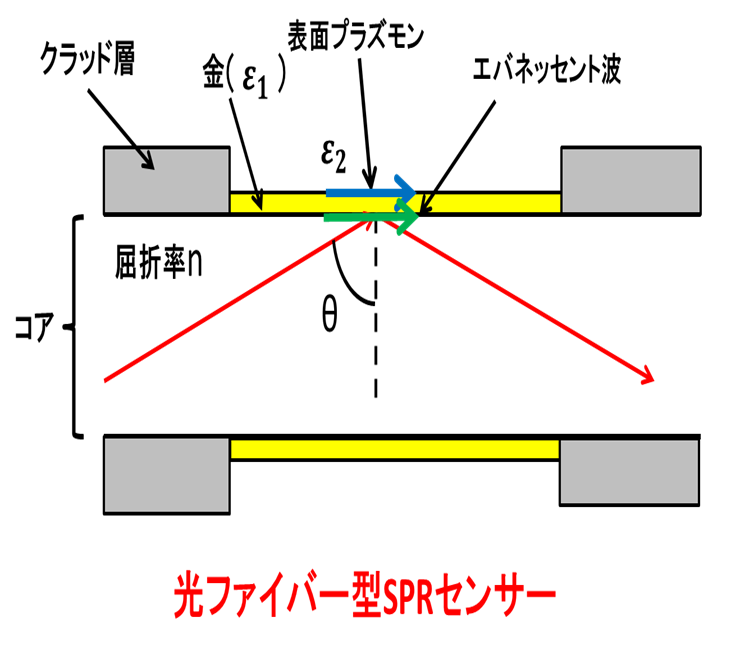 表面プラズモン
クラッド層
金( ε₁ )
エバネッセント波
ε₂
屈折率n
コア
θ
光ファイバー型SPRセンサー